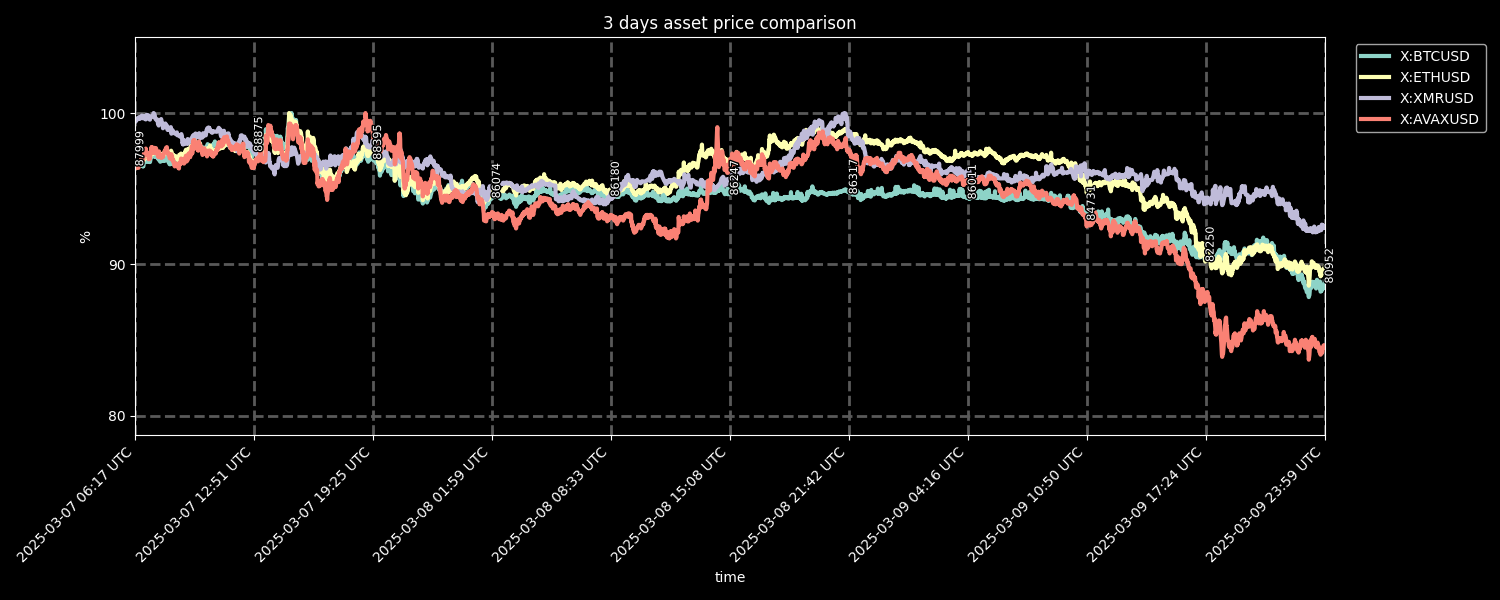 3 days asset price comparison
X:BTCUSD
X:ETHUSD
X:XMRUSD
X:AVAXUSD
100
90
80
%
87999
88875
88395
86074
86180
86247
86317
86011
84738
82250
80952
2025-03-07 06:17 UTC
2025-03-07 12:51 UTC
2025-03-07 19:25 UTC
2025-03-08 01:59 UTC
2025-03-08 08:33 UTC
2025-03-08 15:08 UTC
2025-03-08 21:42 UTC
2025-03-09 04:16 UTC
2025-03-09 10:50 UTC
2025-03-09 17:24 UTC
2025-03-09 23:59 UTC
time